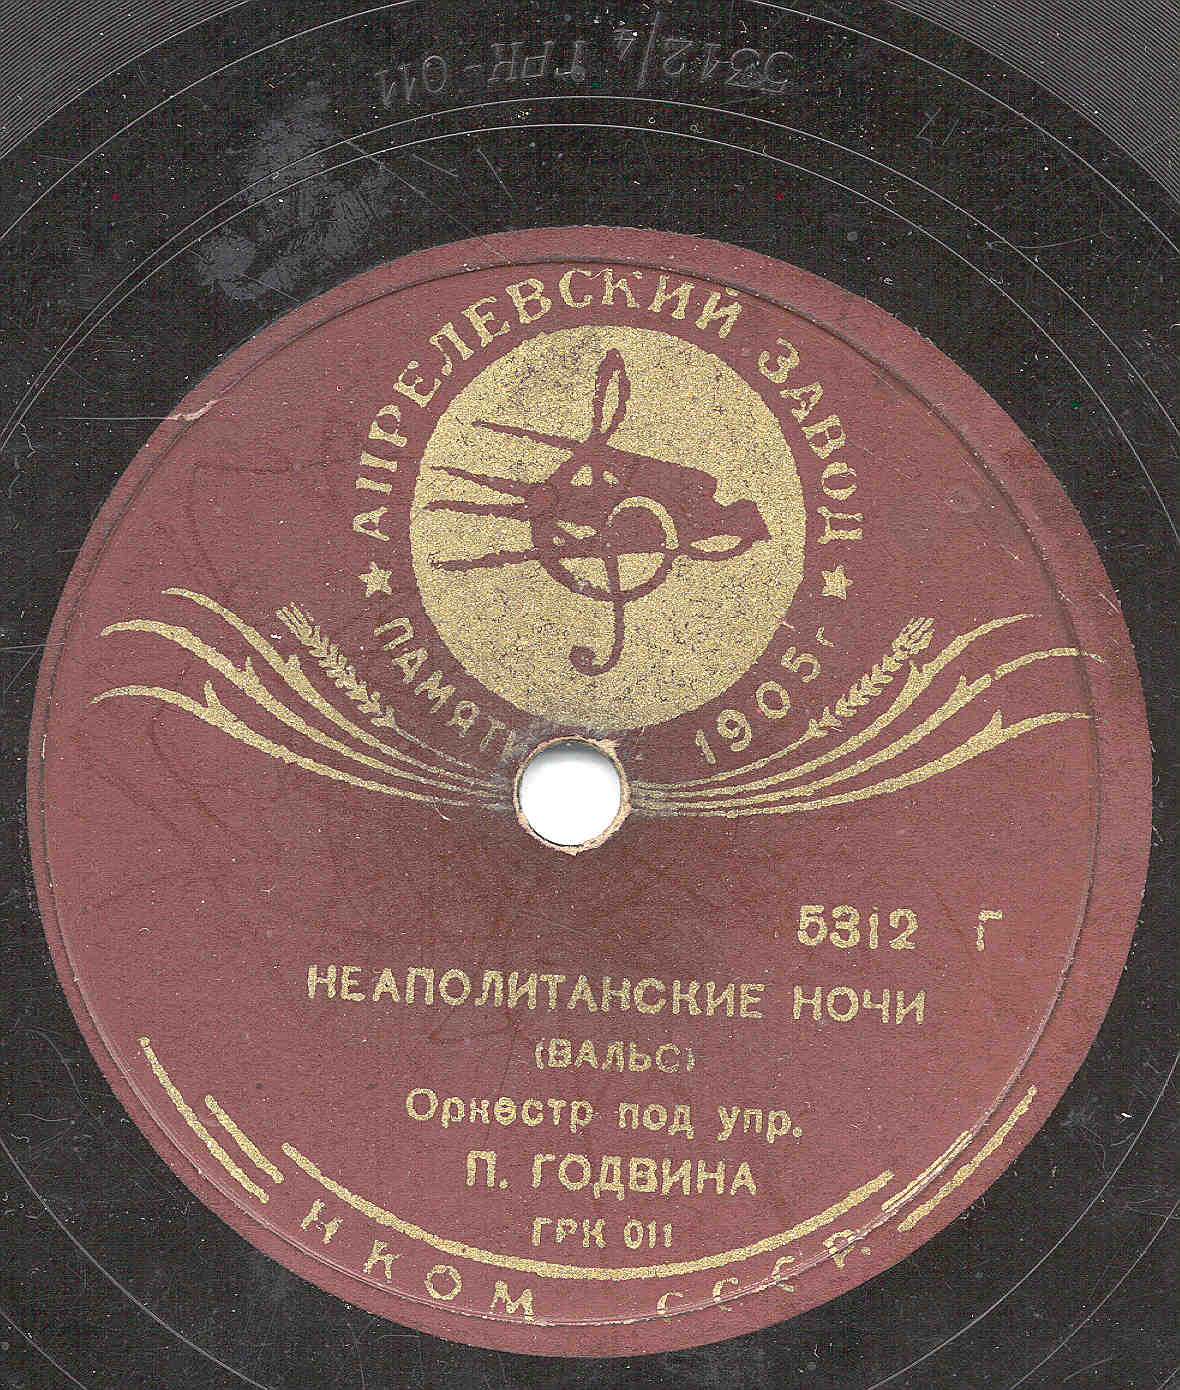 АПРЕЛЕВСКИЙ ЗАВОД
ПАМЯТИ 1905 г
5312 Г
НЕАПОЛИТАНСКИЕ НОЧИ
(ВАЛЬС)
Оркестр под упр.
П. ГОДВИНА
ГРК 011
НКОМ СССР
5312/4 ГРК-011